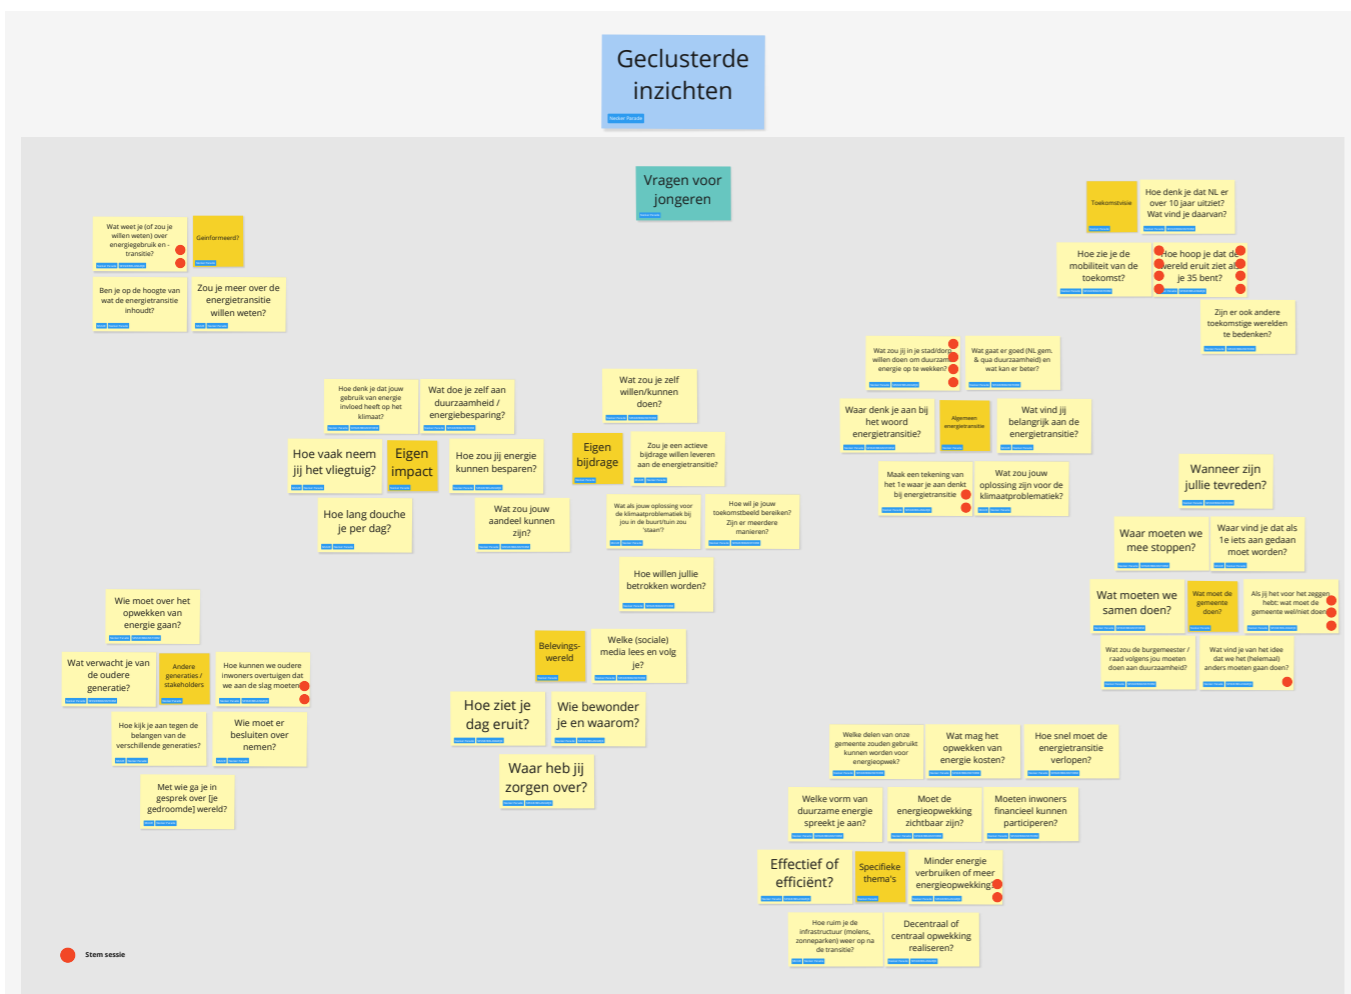 Geclusterde
inzichten
Necker Parade
Vragen voor
jongeren
Wat weet je (of zou je
willen weten) over
energiegebruik en -
transitie?
Geinformeerd?
Ben je op de hoogte van
wat de energietransitie
inhoudt?
Zou je meer over de
energietransitie
willen weten?
Toekomstvisie
Hoe denk je dat NL er
over 10 jaar uitziet?
Wat vind je daarvan?
Hoe zie je de
mobiliteit van de
toekomst?
Hoe hoop je dat de
wereld eruit ziet als
je 35 bent?
Zijn er ook andere
toekomstige werelden
te bedenken?
Hoe denk je dat jouw
gebruik van energie
invloed heeft op het
klimaat?
Wat doe je zelf aan
duurzaamheid /
energiebesparing?
Hoe vaak neem
jij het vliegtuig?
Eigen
impact
Hoe zou jij energie
kunnen besparen?
Hoe lang douche
je per dag?
Wat zou jouw
aandeel kunnen
zijn?
Wat zou je zelf
willen/kunnen
doen?
Eigen
bijdrage
Zou je een actieve
bijdrage willen leveren
aan de energietransitie?
Wat als jouw oplossing voor
de klimaatproblematiek bij
jou in de buurt/tuin zou
'staan'?
Hoe wil je jouw
toekomstbeeld bereiken?
Zijn er meerdere
manieren?
Hoe willen jullie
betrokken worden?
Wat zou jij in je stad/dorp
willen doen om duurzam
energie op te wekken?
Wat gaat er goed (NL gem.
& qua duurzaamheid) en
wat kan er beter?
Waar denk je aan bij
het woord
energietransitie?
Algemeen
energietransitie
Wat vind jij
belangrijk aan de
energietransitie?
Maak een tekening van
het 1e waar je aan denkt
bij energietransitie
Wat zou jouw
oplossing zijn voor de
klimaatproblematiek?
Wanneer zijn
jullie tevreden?
Waar moeten we
mee stoppen?
Waar vind je dat als
1e iets aan gedaan
moet worden?
Wat moeten we
samen doen?
Wat moet de
gemeente
doen?
Als jij het voor het zeggen
hebt: wat moet de
gemeente wel/niet doen
Wat zou de burgemeester /
raad volgens jou moeten
doen aan duurzaamheid?
Wat vind je van het idee
dat we het (helemaal)
anders moeten gaan doen?
Wie moet over het
opwekken van
energie gaan?
Wat verwacht je van
de oudere
generatie?
Andere
generaties /
stakeholders
Hoe kunnen we oudere
inwoners overtuigen dat
we aan de slag moeten
Hoe kijk je aan tegen de
belangen van de
verschillende generaties?
Wie moet er
besluiten over
nemen?
Met wie ga je in
gesprek over [je
gedroomde] wereld?
Belevings-
wereld
Welke (sociale)
media lees en volg
je?
Hoe ziet je
dag eruit?
Wie bewonder
je en waarom?
Waar heb jij
zorgen over?
Welke delen van onze
gemeente zouden gebruikt
kunnen worden voor
energieopwek?
Wat mag het
opwekken van
energie kosten?
Hoe snel moet de
energietransitie
verlopen?
Welke vorm van
duurzame energie
spreekt je aan?
Moet de
energieopwekking
zichtbaar zijn?
Moeten inwoners
financieel kunnen
participeren?
Effectief of
efficiënt?
Specifieke
thema's
Minder energie
verbruiken of meer
energieopwekking?
Hoe ruim je de
infrastructuur (molens,
zonneparken) weer op na
de transitie?
Decentraal of
centraal opwekking
realiseren?
Stem sessie